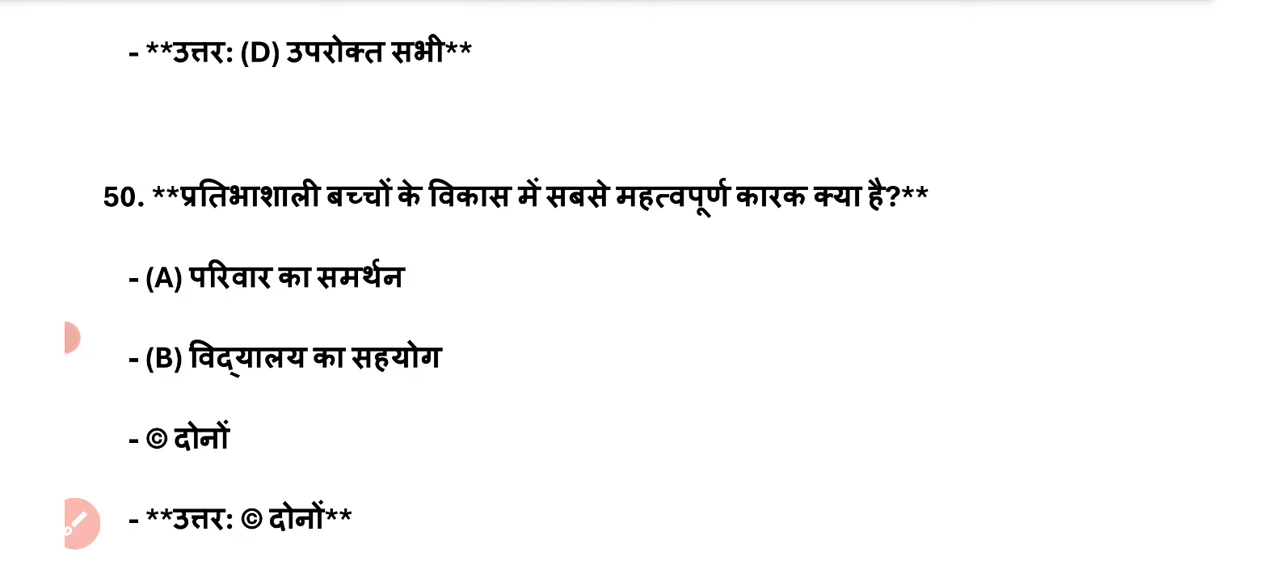 - **उत्तर: (D) उपरोक्त सभी**
50. **प्रतिभाशाली बच्चों के विकास में सबसे महत्वपूर्ण कारक क्या है?**
- (A) परिवार का समर्थन
- (B) विद्यालय का सहयोग
- © दोनों
- **उत्तर: © दोनों**